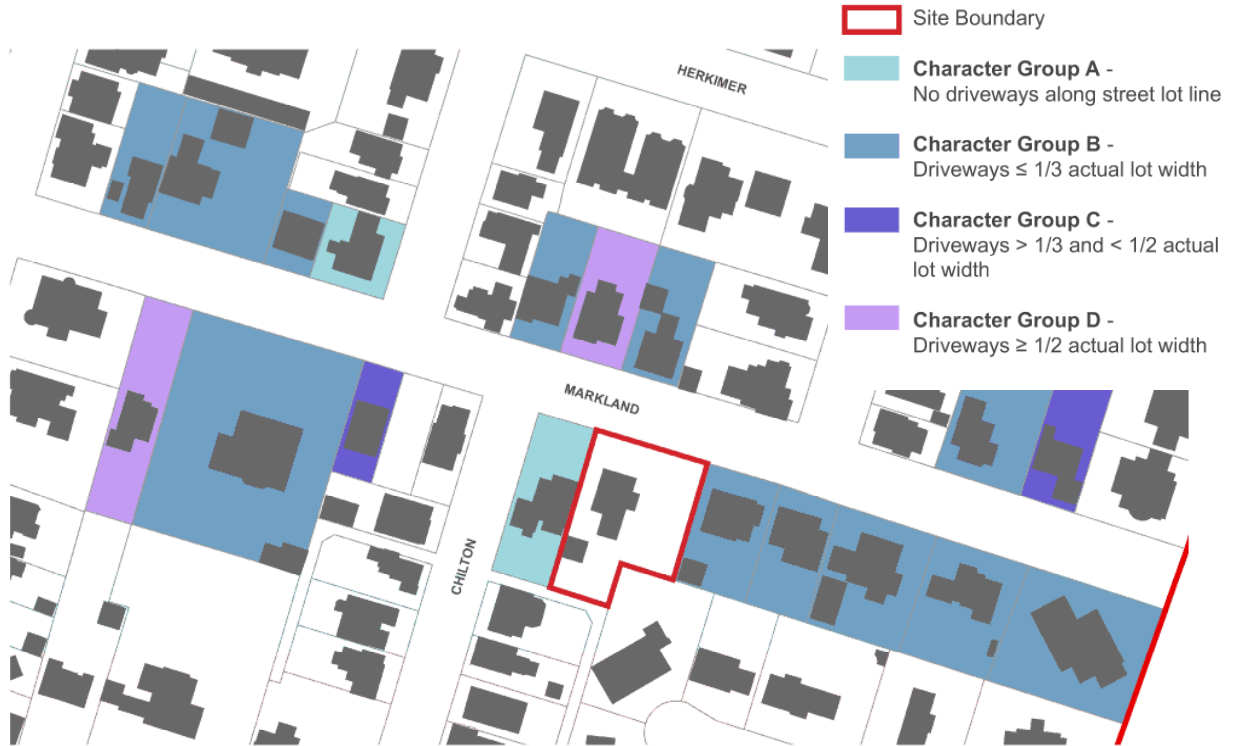 Site Boundary
Character Group A -
No driveways along street lot line
Character Group B -
Driveways ≤ 1/3 actual lot width
Character Group C -
Driveways > 1/3 and < 1/2 actual
lot width
Character Group D -
Driveways ≥ 1/2 actual lot width
HERKIMER
MARKLAND
CHILTON